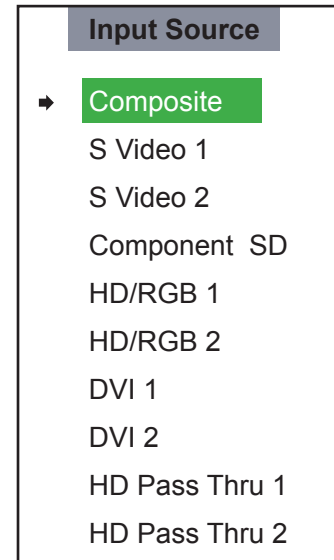 Input Source
Composite
S Video 1
S Video 2
Component SD
HD/RGB 1
HD/RGB 2
DVI 1
DVI 2
HD Pass Thru 1
HD Pass Thru 2